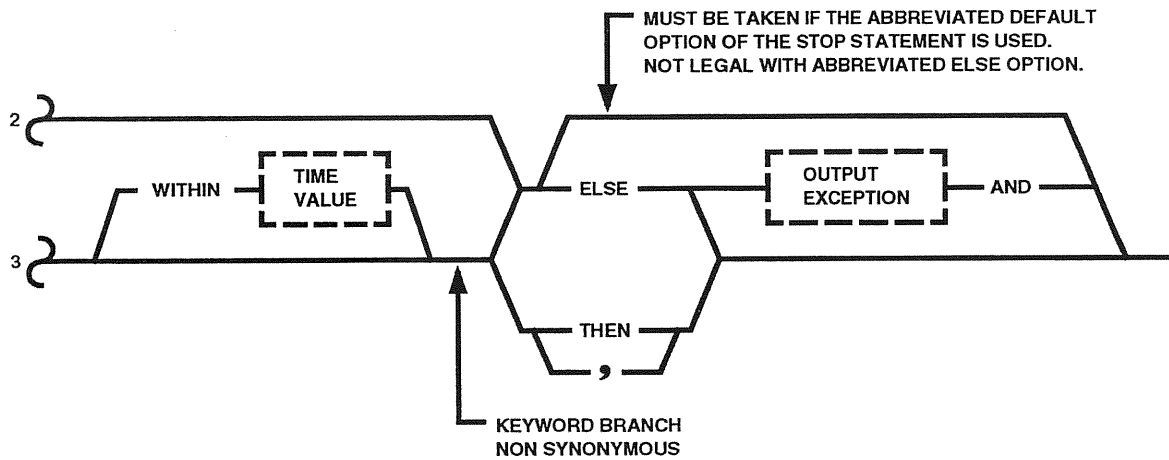 MUST BE TAKEN IF THE ABBREVIATED DEFAULT
OPTION OF THE STOP STATEMENT IS USED.
NOT LEGAL WITH ABBREVIATED ELSE OPTION.
2
WITHIN
TIME
VALUE
ELSE
OUTPUT
EXCEPTION
AND
3
THEN
,
KEYWORD BRANCH
NON SYNONYMOUS